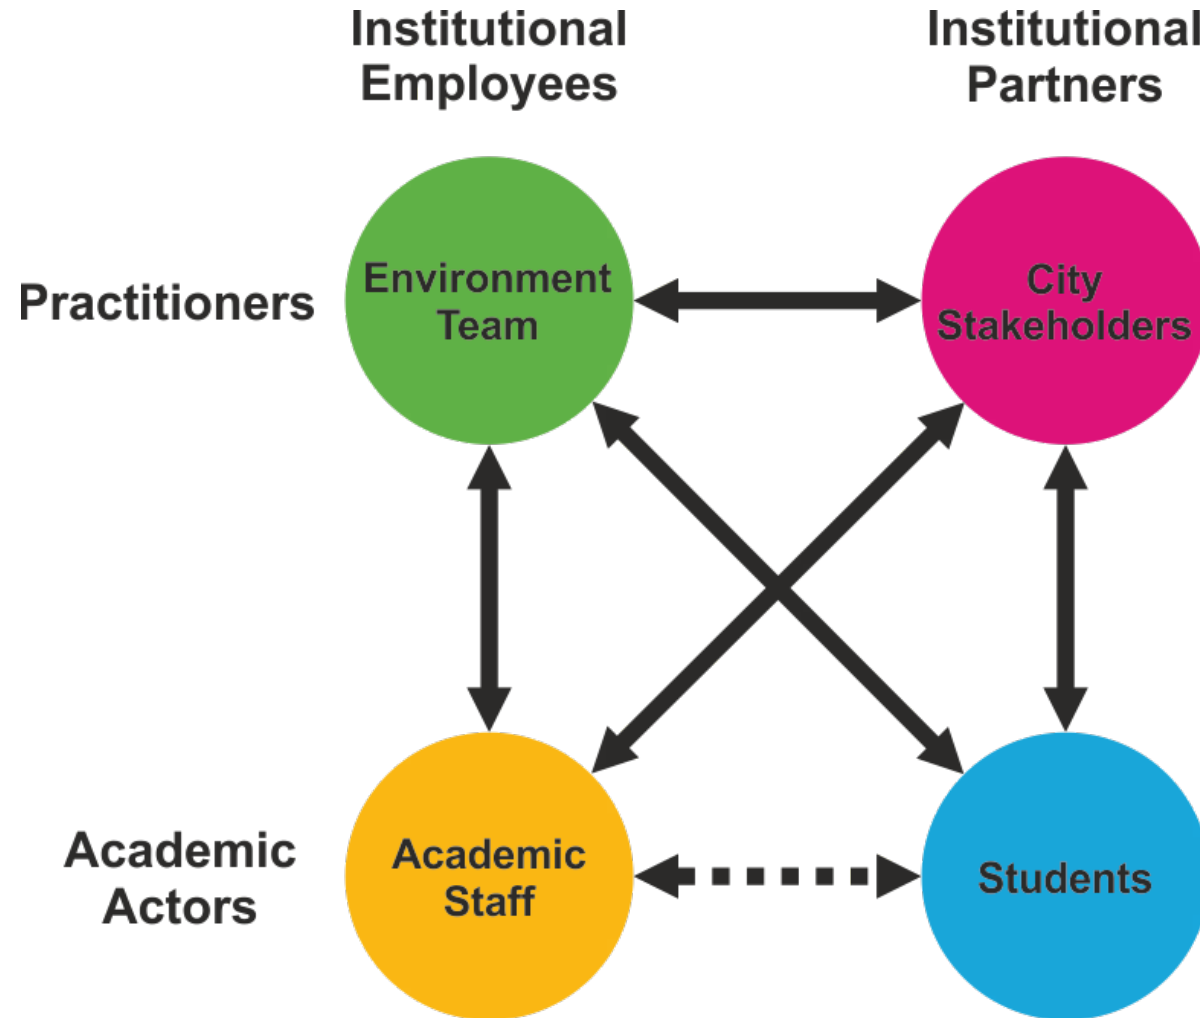 Institutional
Employees
Institutional
Partners
Practitioners
Environment
Team
City
Stakeholders
Academic
Actors
Academic
Staff
Students